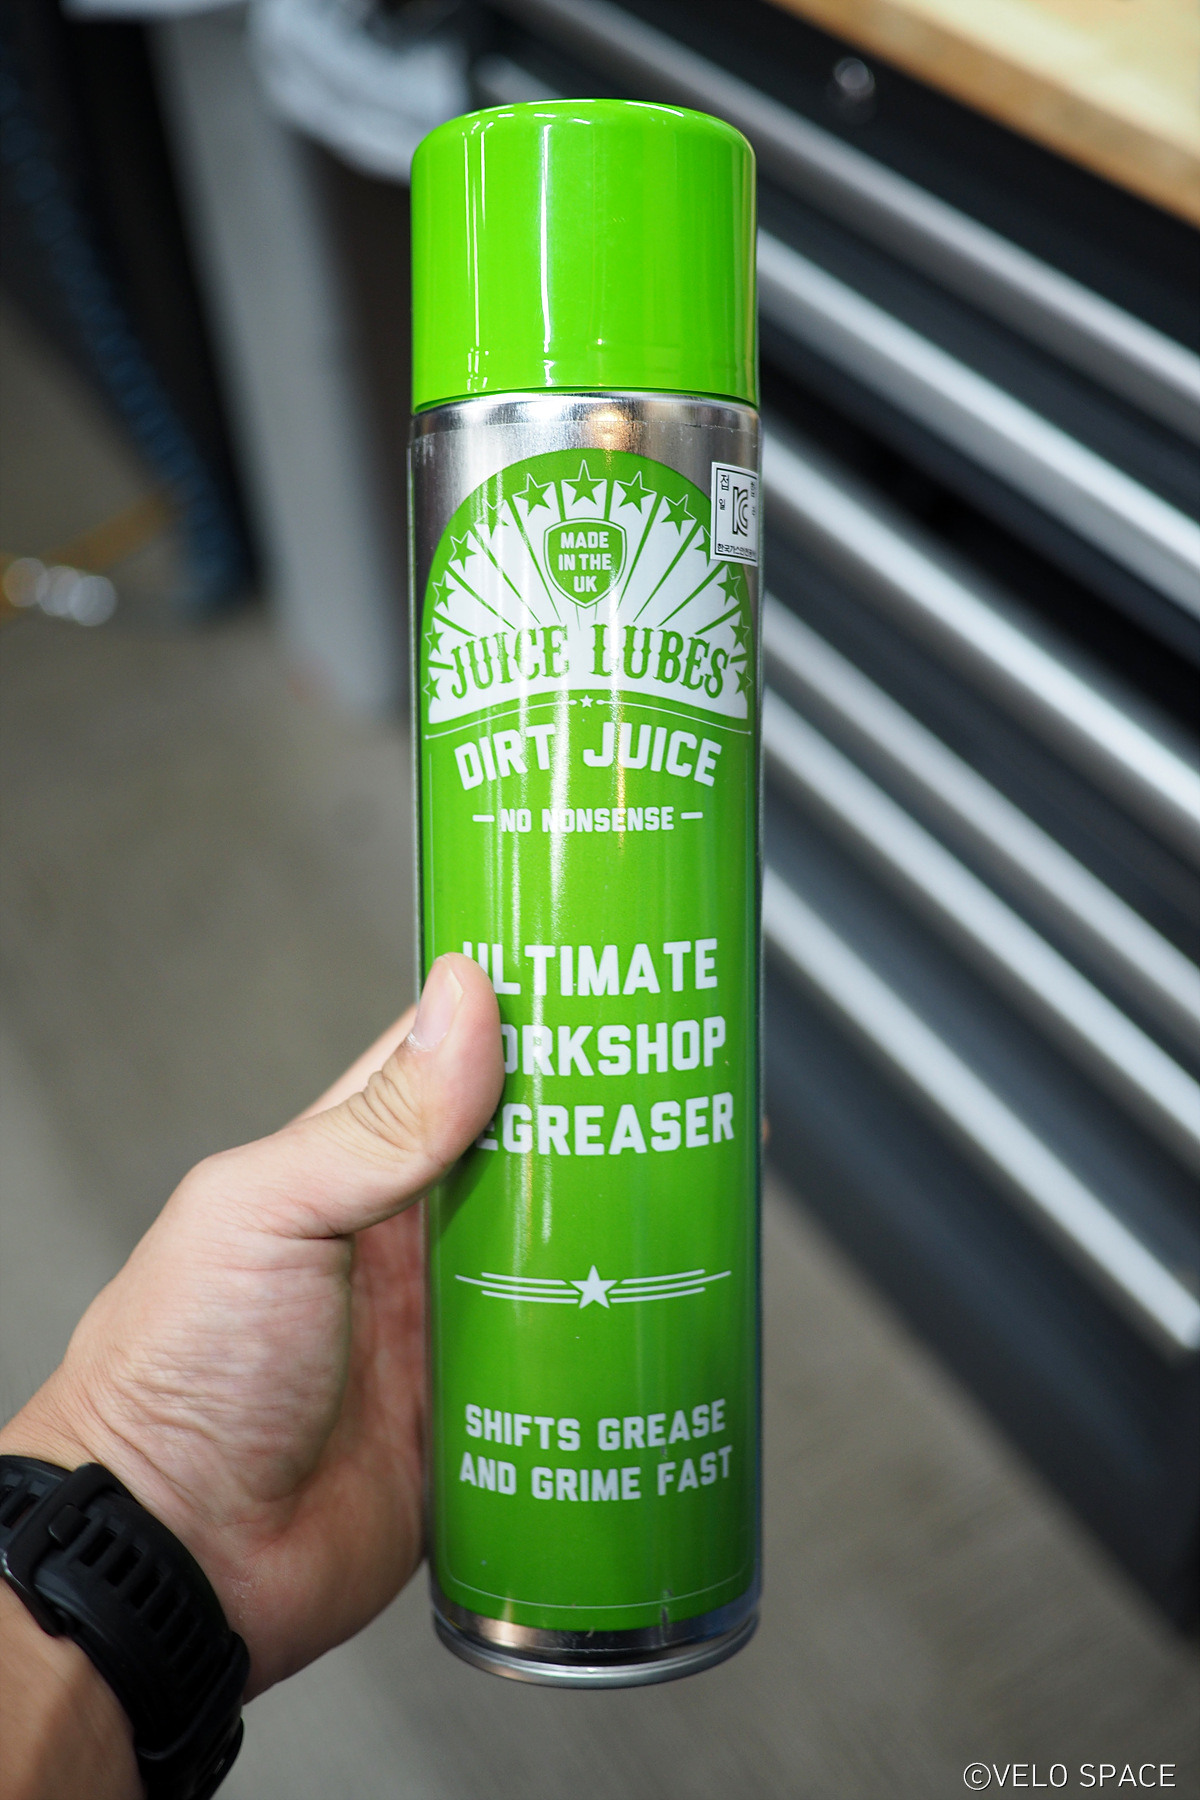 MADE
IN THE
UK
JUICE LUBES
DIRT JUICE
NO NONSENSE
ULTIMATE
ORKSHOP
EGREASER
SHIFTS GREASE
AND GRIME FAST
©VELO SPACE